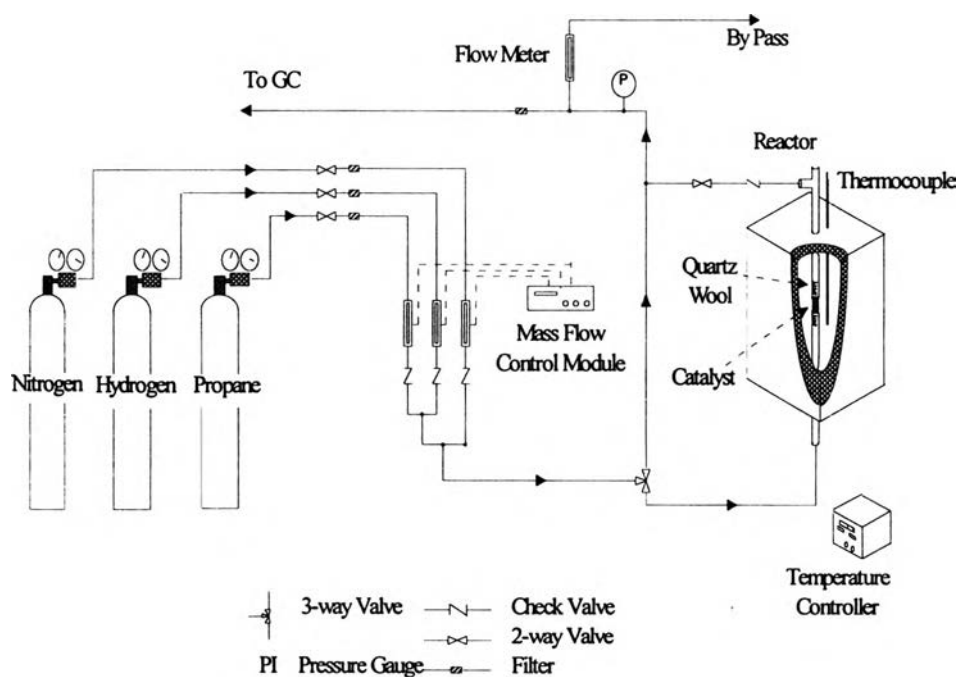 By Pass
Flow Meter
To GC
P
Reactor
Thermocouple
Quartz
Wool
Mass Flow
Control Module
Nitrogen
Hydrogen
Propane
Catalyst
Temperature
Controller
3-way Valve
Check Valve
2-way Valve
PI
Pressure Gauge
Filter